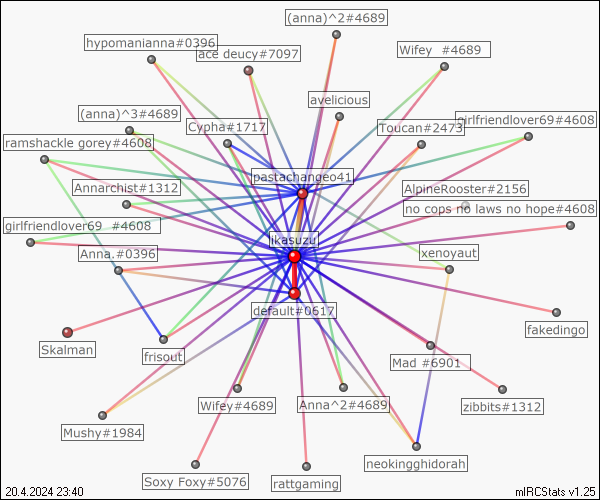 (anna)^2#4689
hypomanianna#0396
ace deucy#7097
Wifey  #4689
avelicious
(anna)^3#4689
girlfriendlover69#4608
Cypha#1717
Toucan#2473
ramshackle gorey#4608
pastachangeo41
Annarchist#1312
AlpineRooster#2156
no cops no laws no hope#4608
girlfriendlover69  #4608
ikasuzu
Anna.#0396
xenoyaut
default#0617
fakedingo
Skalman
frisout
Mad #6901
Wifey#4689
Anna^2#4689
zibbits#1312
Mushy#1984
neokingghidorah
Soxy Foxy#5076
rattgaming
20.4.2024 23:40
mIRCStats v1.25